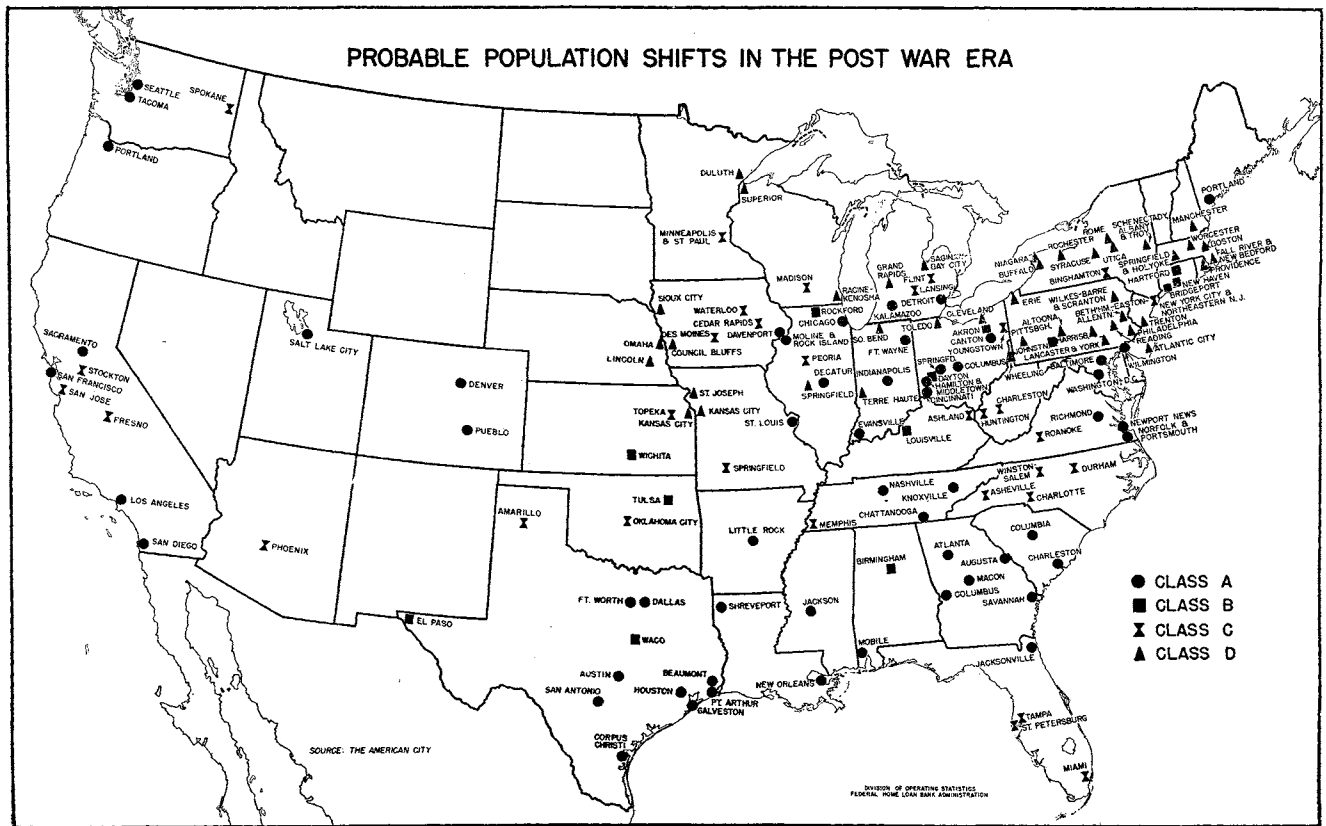 PROBABLE POPULATION SHIFTS IN THE POST WAR ERA
SEATTLE
TACOMA
SPOKANE
PORTLAND
SACRAMENTO
STOCKTON
SAN FRANCISCO
SAN JOSE
FRESNO
LOS ANGELES
SAN DIEGO
SALT LAKE CITY
PHOENIX
DENVER
PUEBLO
EL PASO
AMARILLO
FT. WORTH
DALLAS
WACO
AUSTIN
SAN ANTONIO
HOUSTON
BEAUMONT
PT. ARTHUR
GALVESTON
CORPUS
CHRISTI
TULSA
OKLAHOMA CITY
WICHITA
TOPEKA
KANSAS CITY
KANSAS CITY
ST. JOSEPH
SPRINGFIELD
ST. LOUIS
LINCOLN
OMAHA
COUNCIL BLUFFS
SIOUX CITY
DES MOINES
WATERLOO
CEDAR RAPIDS
DAVENPORT
MOLINE &
ROCK ISLAND
DULUTH
SUPERIOR
MINNEAPOLIS
& ST PAUL
MADISON
RACINE-
KENOSHA
ROCKFORD
CHICAGO
PEORIA
DECATUR
SPRINGFIELD
GRAND
RAPIDS
SAGINAW
BAY CITY
FLINT
LANSING
DETROIT
KALAMAZOO
SO. BEND
FT. WAYNE
INDIANAPOLIS
TERRE HAUTE
EVANSVILLE
TOLEDO
CLEVELAND
AKRON
CANTON
YOUNGSTOWN
SPRINGFD.
COLUMBUS
DAYTON
HAMILTON &
MIDDLETOWN
CINCINNATI
LOUISVILLE
ASHLAND
HUNTINGTON
CHARLESTON
WHEELING
ERIE
PITTSBGH.
ALTOONA
JOHNSTN.
HARRISB.
LANCASTER & YORK
WILKES-BARRE
& SCRANTON
BETH'HM-EASTON-
ALLENTN.
READING
PHILADELPHIA
TRENTON
ATLANTIC CITY
WILMINGTON
NEW YORK CITY &
NORTHEASTERN N. J.
BUFFALO
NIAGARA
ROCHESTER
SYRACUSE
ROME
UTICA
SCHENECTADY
ALBANY
& TROY
BINGHAMTON
PORTLAND
MANCHESTER
WORCESTER
BOSTON
FALL RIVER &
NEW BEDFORD
PROVIDENCE
SPRINGFIELD
& HOLYOKE
HARTFORD
NEW HAVEN
BRIDGEPORT
BALTIMORE
WASHINGTON-D.C.
RICHMOND
NEWPORT NEWS
NORFOLK &
PORTSMOUTH
ROANOKE
WINSTON-
SALEM
DURHAM
ASHEVILLE
CHARLOTTE
NASHVILLE
KNOXVILLE
CHATTANOOGA
MEMPHIS
LITTLE ROCK
SHREVEPORT
JACKSON
NEW ORLEANS
MOBILE
BIRMINGHAM
ATLANTA
AUGUSTA
MACON
COLUMBUS
SAVANNAH
COLUMBIA
CHARLESTON
JACKSONVILLE
TAMPA
ST. PETERSBURG
MIAMI
CLASS A
CLASS B
CLASS C
CLASS D
SOURCE: THE AMERICAN CITY
DIVISION OF OPERATING STATISTICS
FEDERAL HOME LOAN BANK ADMINISTRATION